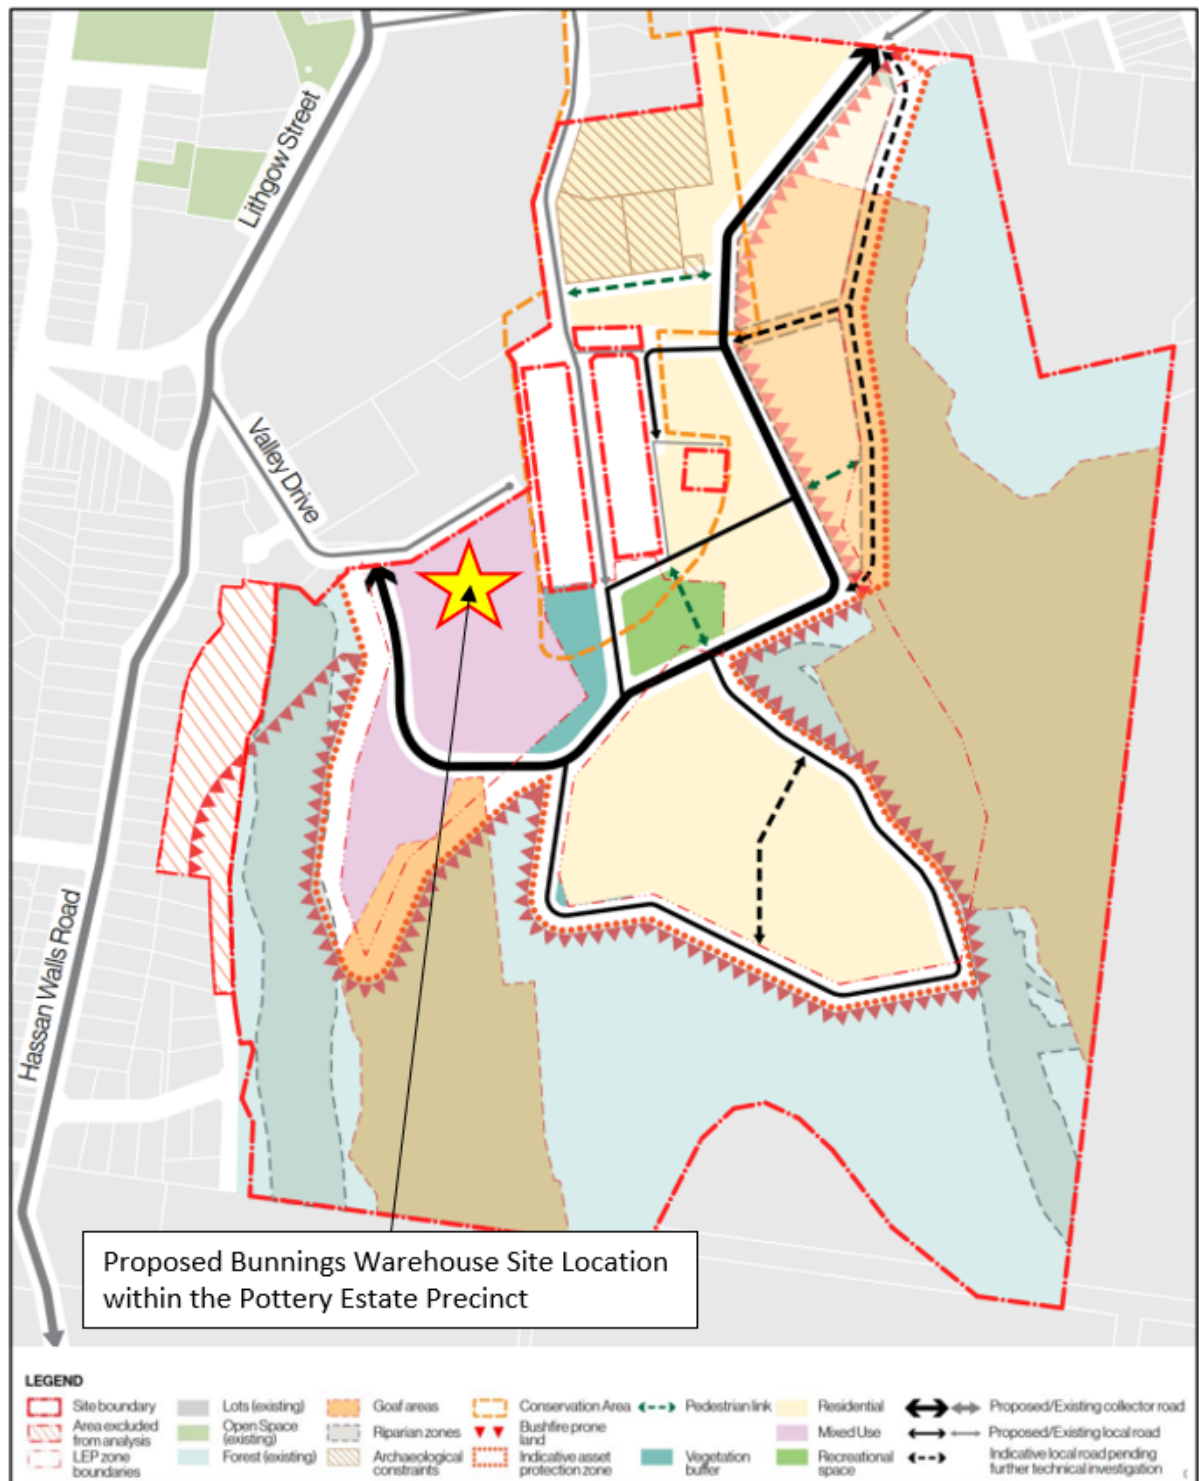 Lithgow Street
Valley Drive
Hassan Walls Road
Proposed Bunnings Warehouse Site Location
within the Pottery Estate Precinct
LEGEND
Site boundary
Area excluded
from analysis
LEP zone
boundaries
Lots (existing)
Open Space
(existing)
Forest (existing)
Goaf areas
Riparian zones
Archaeological
constraints
Conservation Area
Bushfire prone
land
Indicative asset
protection zone
Pedestrian link
Vegetation
buffer
Residential
Mixed Use
Recreational
space
Proposed/Existing collector road
Proposed/Existing local road
Indicative local road pending
further technical investigation